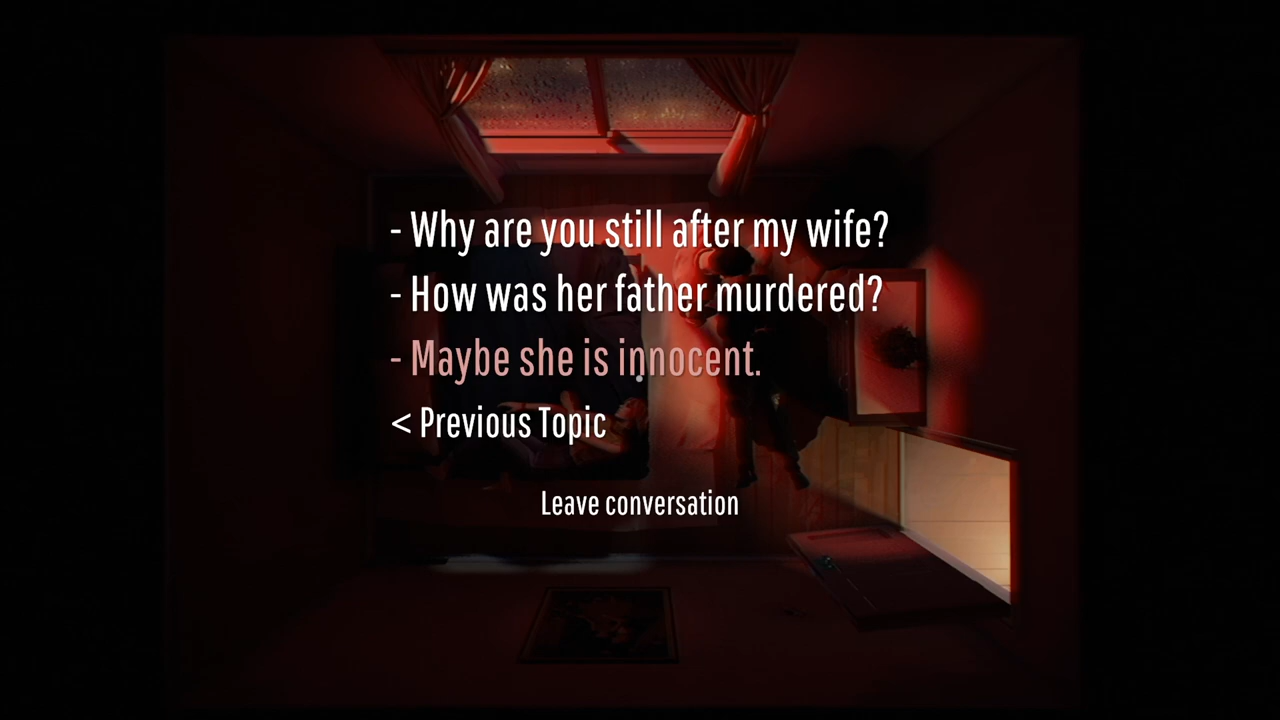 - Why are you still after my wife?
- How was her father murdered?
- Maybe she is innocent.
< Previous Topic
Leave conversation